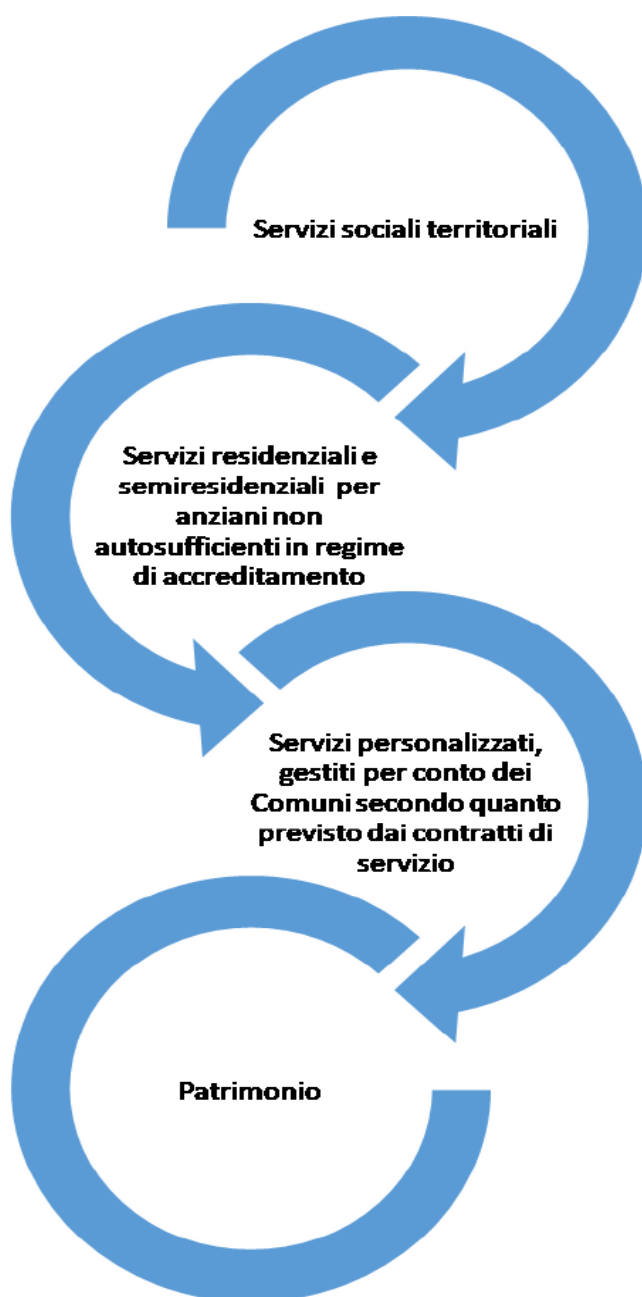 Servizi sociali territoriali
Servizi residenziali e
semiresidenziali per
anziani non
autosufficienti in regime
di accreditamento
Servizi personalizzati,
gestiti per conto dei
Comuni secondo quanto
previsto dai contratti di
servizio
Patrimonio